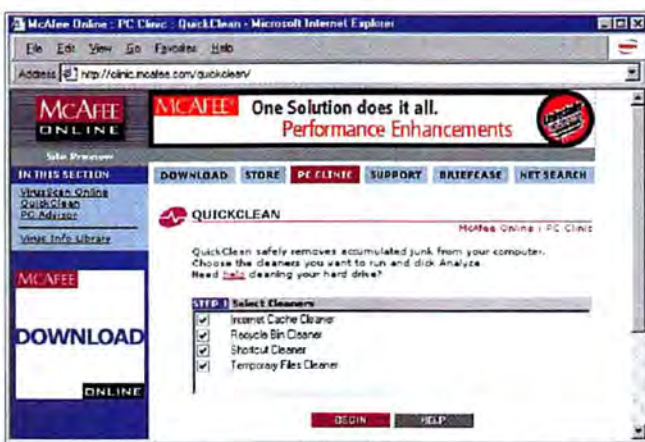 McAfee Online : PC Clinic : QuickClean - Microsoft Internet Explorer
File Edit View Go Favorites Help
Address http://clinic.mcafee.com/quickclean/
McAFEE
ONLINE
McAFEE One Solution does it all.
Performance Enhancements
Site Preview
IN THIS SECTION
VirusScan Online
QuickClean
PC Advisor
Virus Info Library
DOWNLOAD STORE PC CLINIC SUPPORT BRIEFCASE NET SEARCH
QUICKCLEAN
McAfee Online : PC Clinic
QuickClean safely removes accumulated junk from your computer.
Choose the cleaners you want to run and click Analyze.
Need help cleaning your hard drive?
McAFEE
DOWNLOAD
ONLINE
STEP 1 Select Cleaners
Internet Cache Cleaner
Recycle Bin Cleaner
Shortcut Cleaner
Temporary Files Cleaner
BEGIN HELP